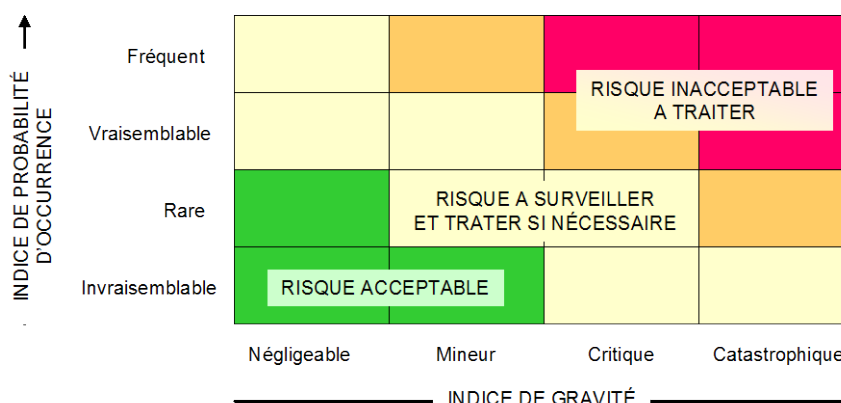 INDICE DE PROBABILITÉ
D'OCCURRENCE
Fréquent
RISQUE INACCEPTABLE
A TRAITER
Vraisemblable
Rare
RISQUE A SURVEILLER
ET TRATER SI NÉCESSAIRE
Invraisemblable
RISQUE ACCEPTABLE
Négligeable
Mineur
Critique
Catastrophique
INDICE DE GRAVITÉ